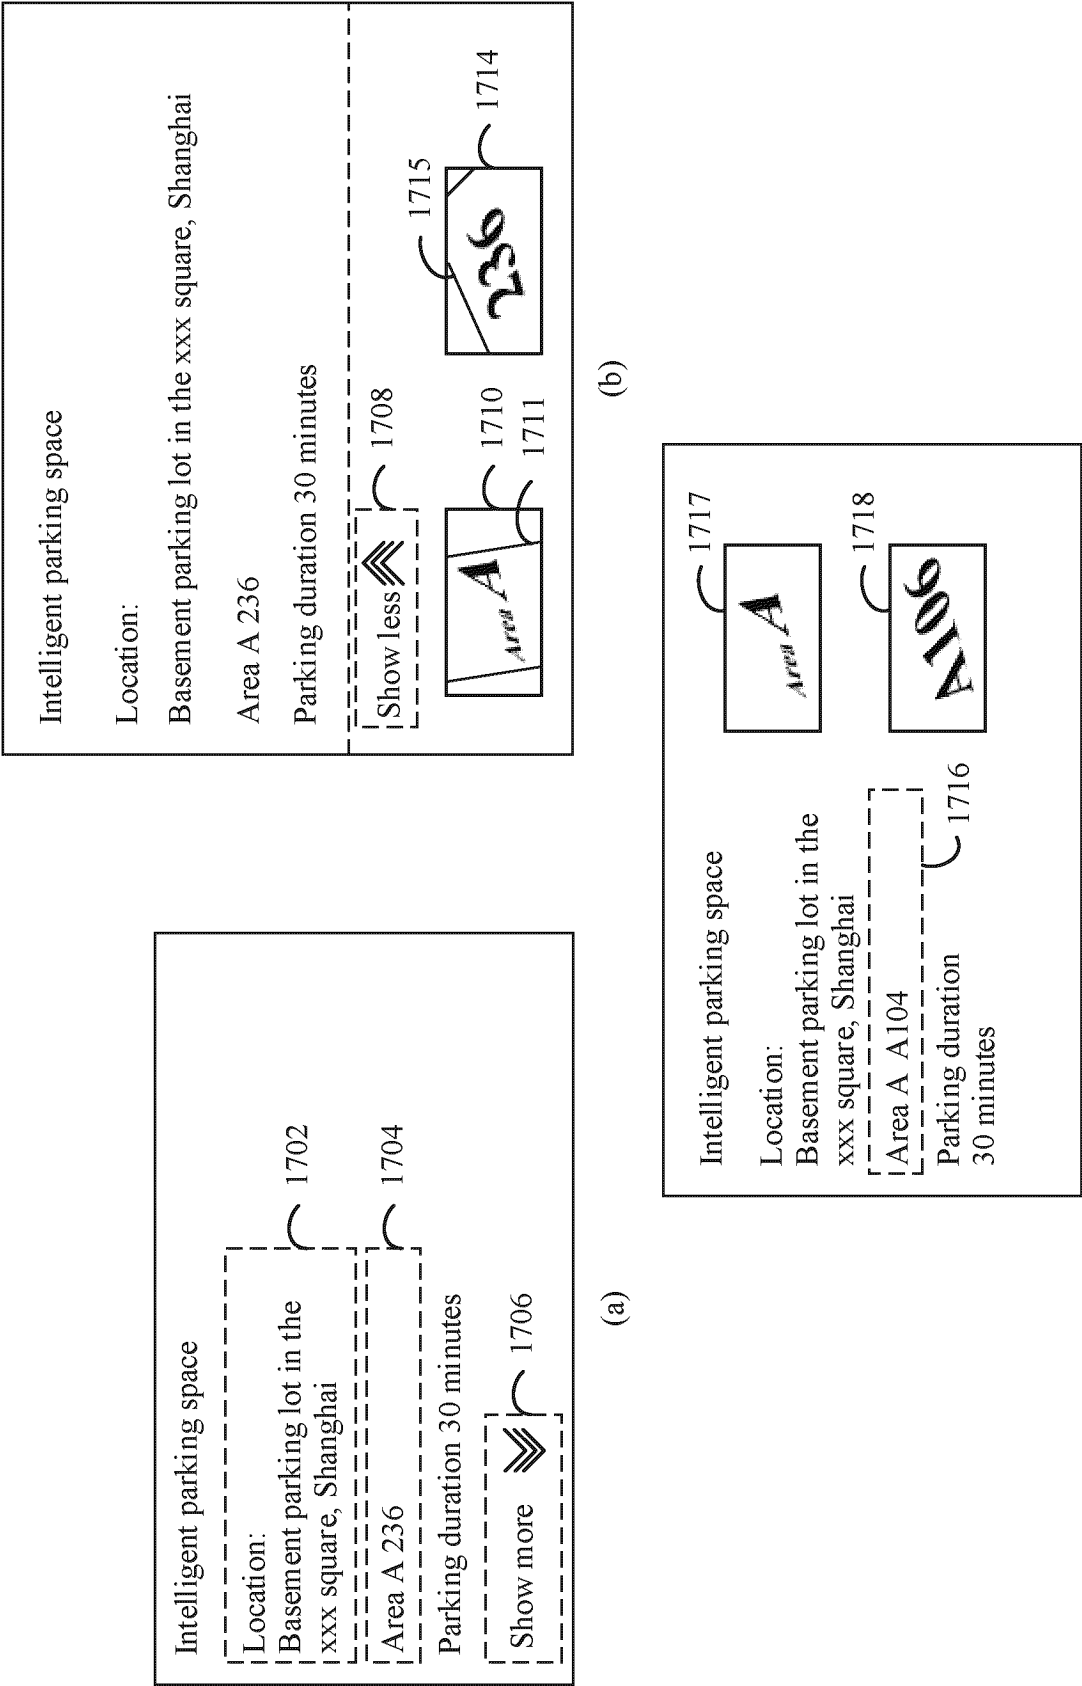 Intelligent parking space
Location:
Basement parking lot in the
xxx square, Shanghai
1702
Area A 236
1704
Parking duration 30 minutes
Show more
1706
(a)
Intelligent parking space
Location:
Basement parking lot in the xxx square, Shanghai
Area A 236
Parking duration 30 minutes
Show less
1708
Area A
1710
1711
236
1715
1714
(b)
Intelligent parking space
Location:
Basement parking lot in the
xxx square, Shanghai
Area A A104
1716
Parking duration
30 minutes
Area A
1717
A106
1718